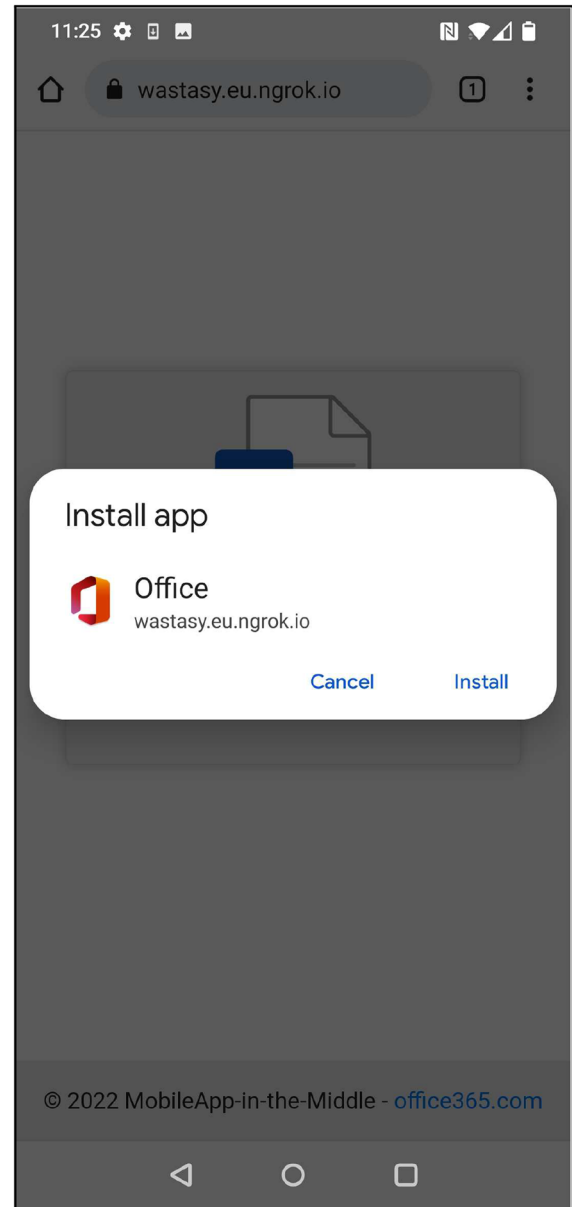 11:25
wastasy.eu.ngrok.io
1
Install app
Office
wastasy.eu.ngrok.io
Cancel Install
© 2022 MobileApp-in-the-Middle - office365.com